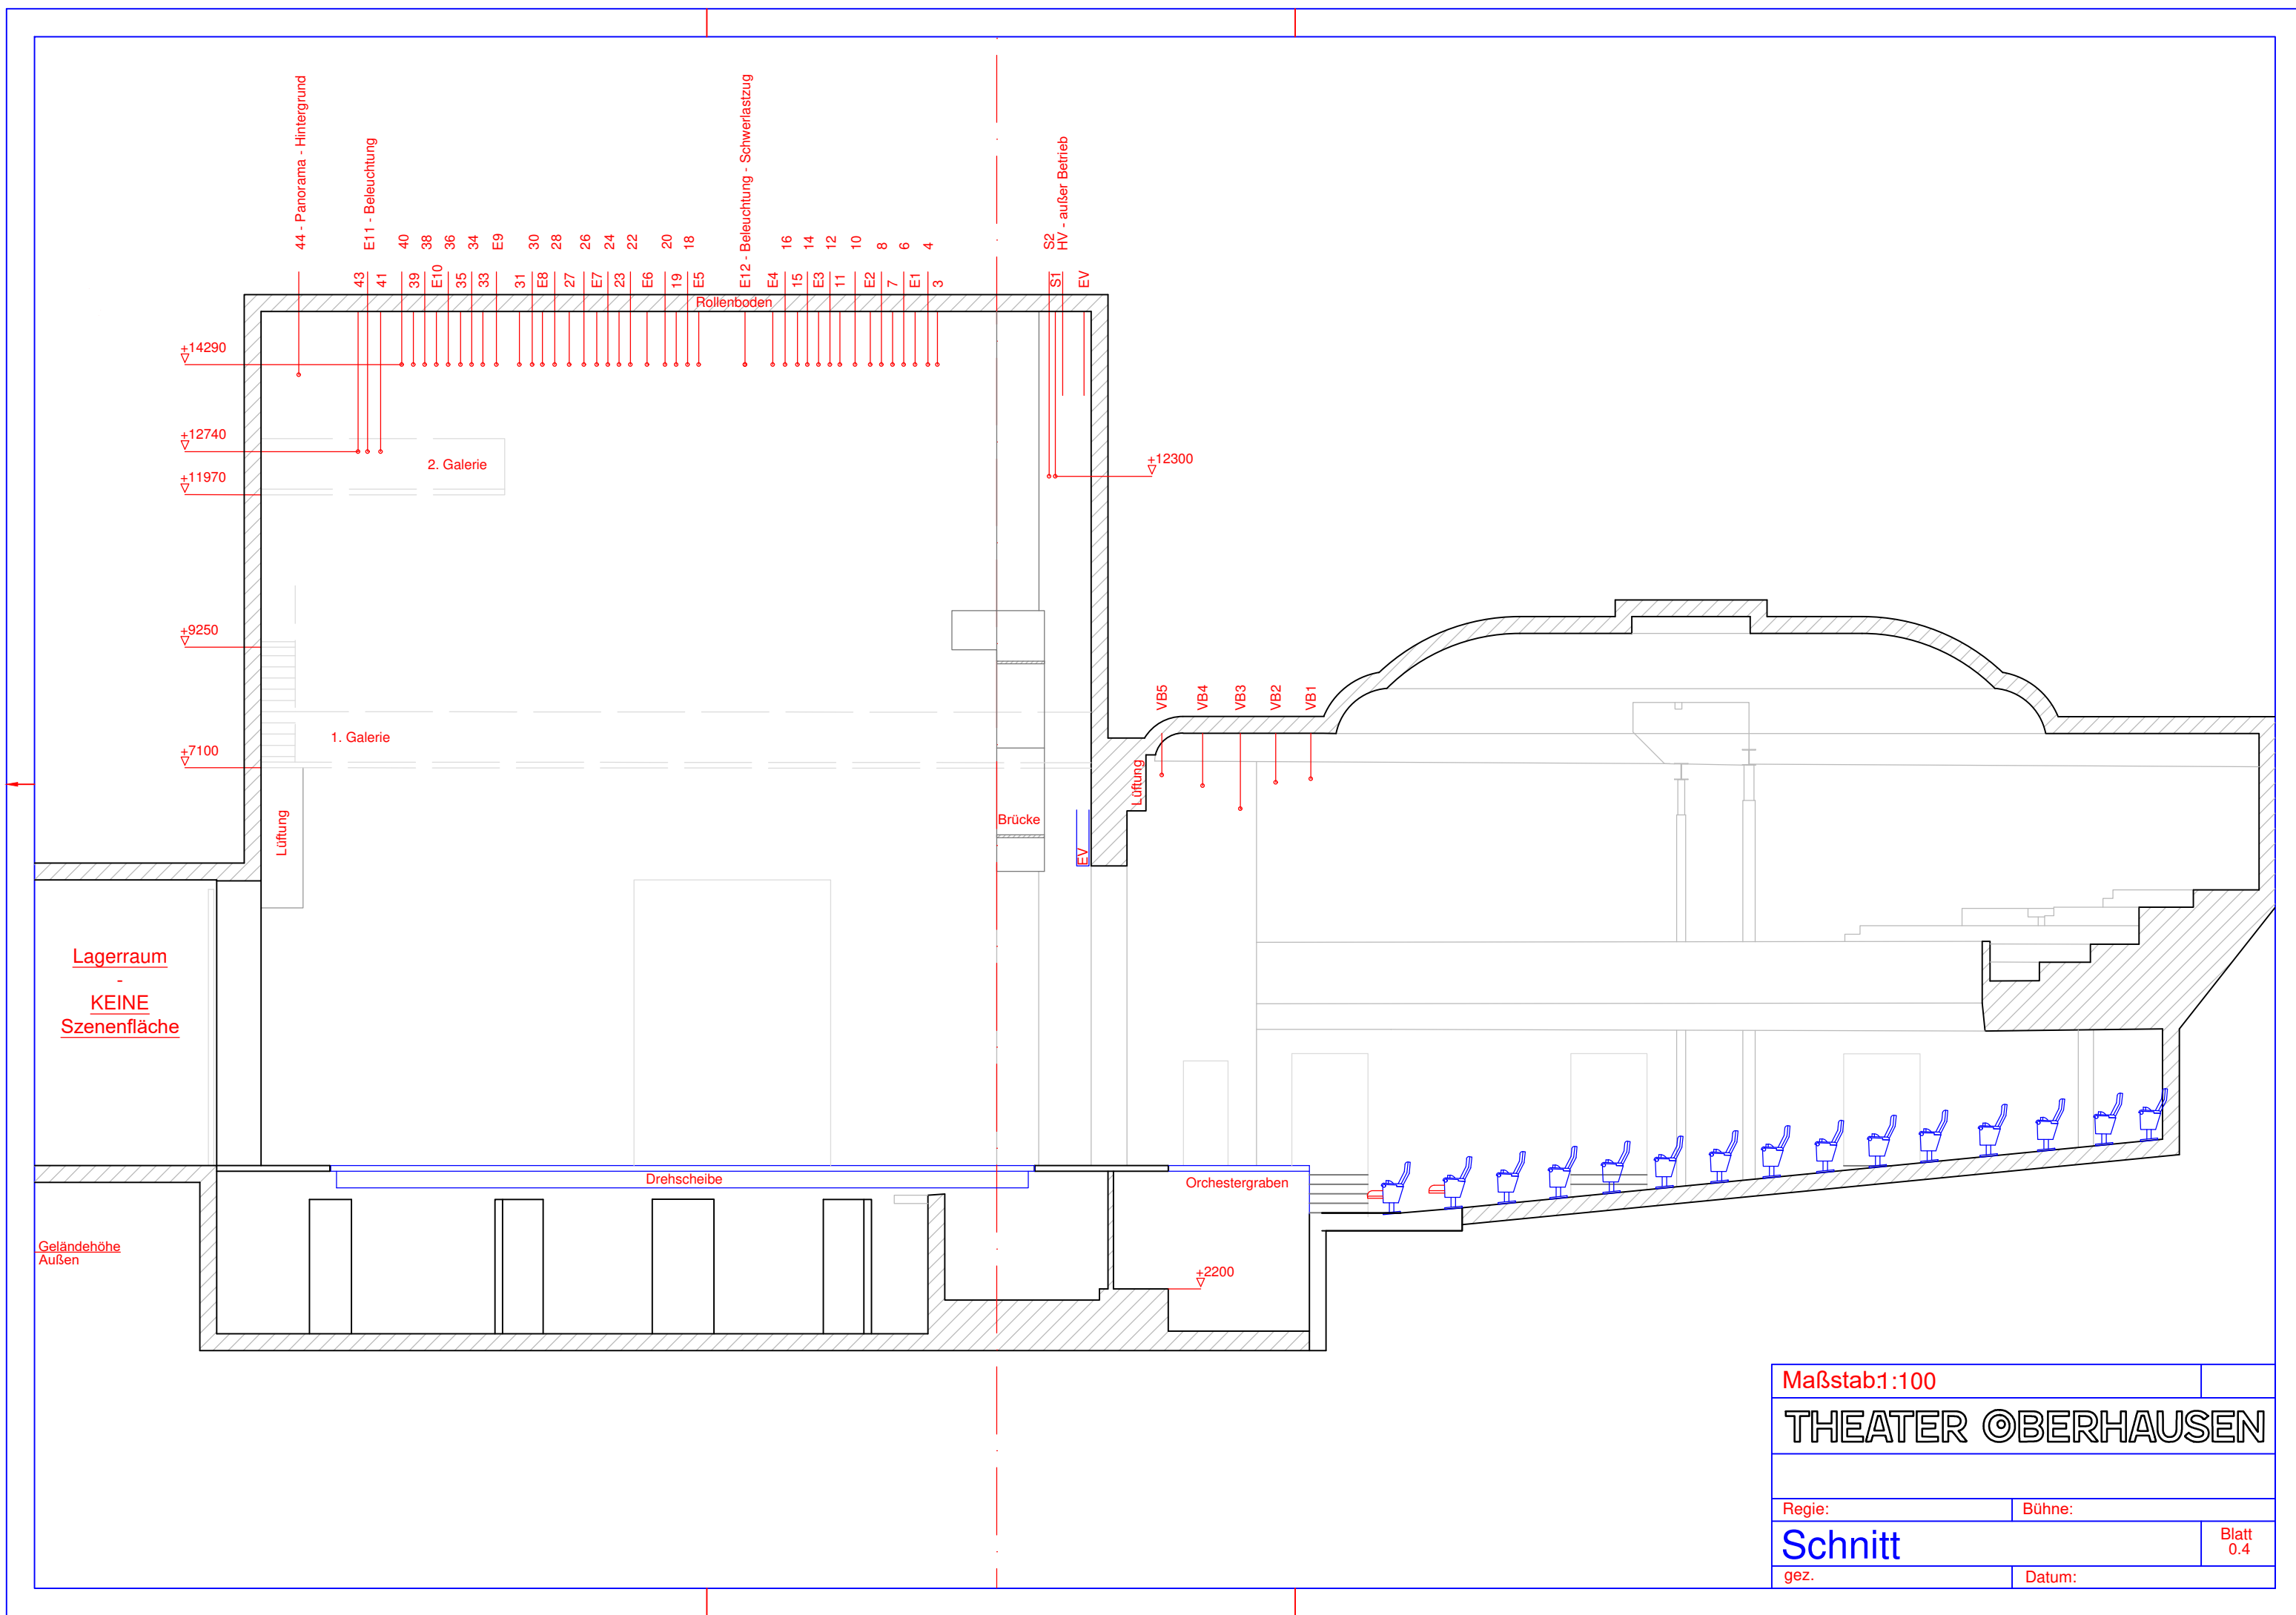 44 - Panorama - Hintergrund
43
E11 - Beleuchtung
41
40
39
38
E10
36
35
34
33
E9
31
30
E8
28
27
26
E7
24
23
22
E6
20
19
18
E5
E12 - Beleuchtung - Schwerlastzug
E4
16
15
14
E3
12
11
10
E2
8
7
6
E1
4
3
S2
S1
HV - außer Betrieb
EV
Rollenboden
+14290
+12740
2. Galerie
+12300
+11970
+9250
VB5
VB4
VB3
VB2
VB1
1. Galerie
+7100
Lüftung
Lüftung
Brücke
EV
Lagerraum
-
KEINE
Szenenfläche
Drehscheibe
Orchestergraben
Geländehöhe
Außen
+2200
Maßstab:1:100
THEATER OBERHAUSEN
Regie:
Bühne:
Schnitt
Blatt
0.4
gez.
Datum: